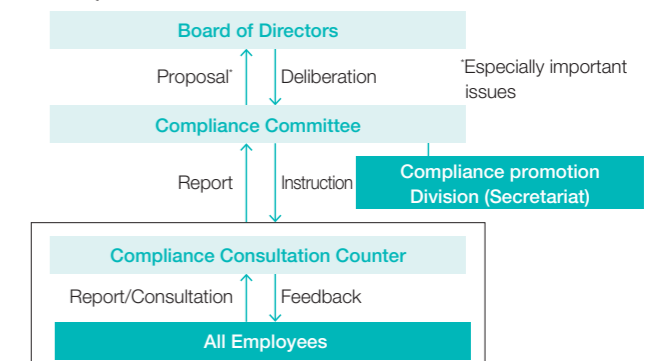 Board of Directors
Proposal*
Deliberation
*Especially important
issues
Compliance Committee
Report
Instruction
Compliance promotion
Division (Secretariat)
Compliance Consultation Counter
Report/Consultation
Feedback
All Employees